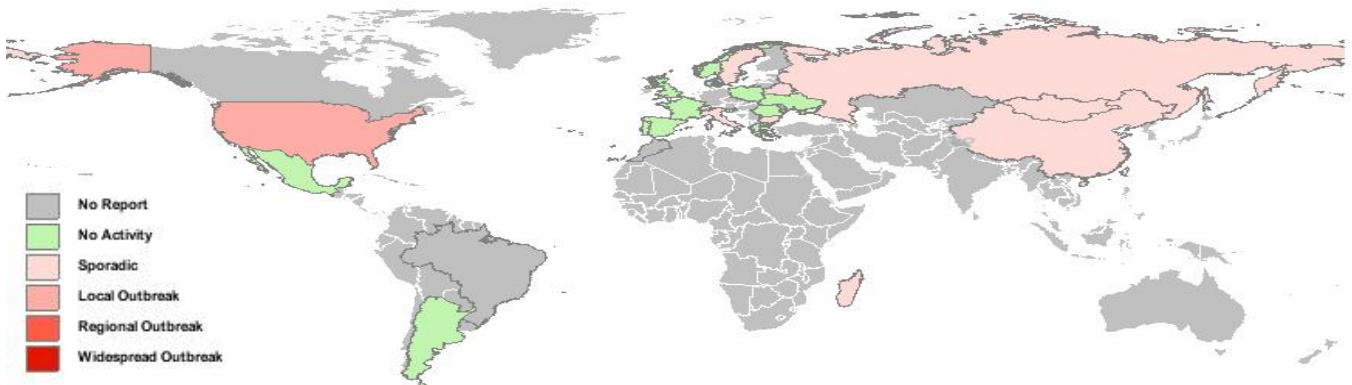 No Report
No Activity
Sporadic
Local Outbreak
Regional Outbreak
Widespread Outbreak